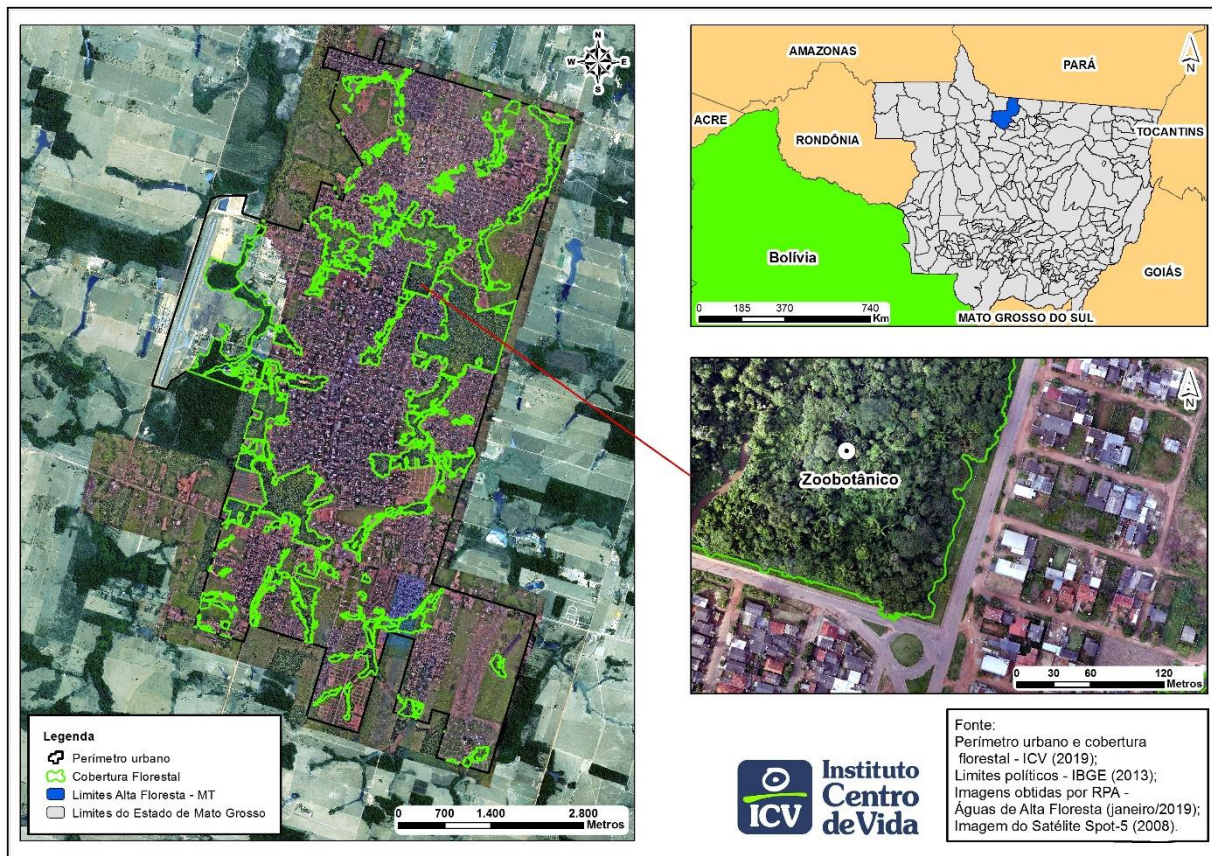 N
W E
S
Legenda
Perímetro urbano
Cobertura Florestal
Limites Alta Floresta - MT
Limites do Estado de Mato Grosso
0 700 1.400 2.800
Metros
AMAZONAS
PARÁ
N
ACRE
RONDÔNIA
TOCANTINS
Bolívia
GOIÁS
0 185 370 740
Km
MATO GROSSO DO SUL
N
Zoobotânico
0 30 60 120
Metros
ICV
Instituto
Centro
de Vida
Fonte:
Perímetro urbano e cobertura
florestal - ICV (2019);
Limites políticos - IBGE (2013);
Imagens obtidas por RPA -
Águas de Alta Floresta (janeiro/2019);
Imagem do Satélite Spot-5 (2008).